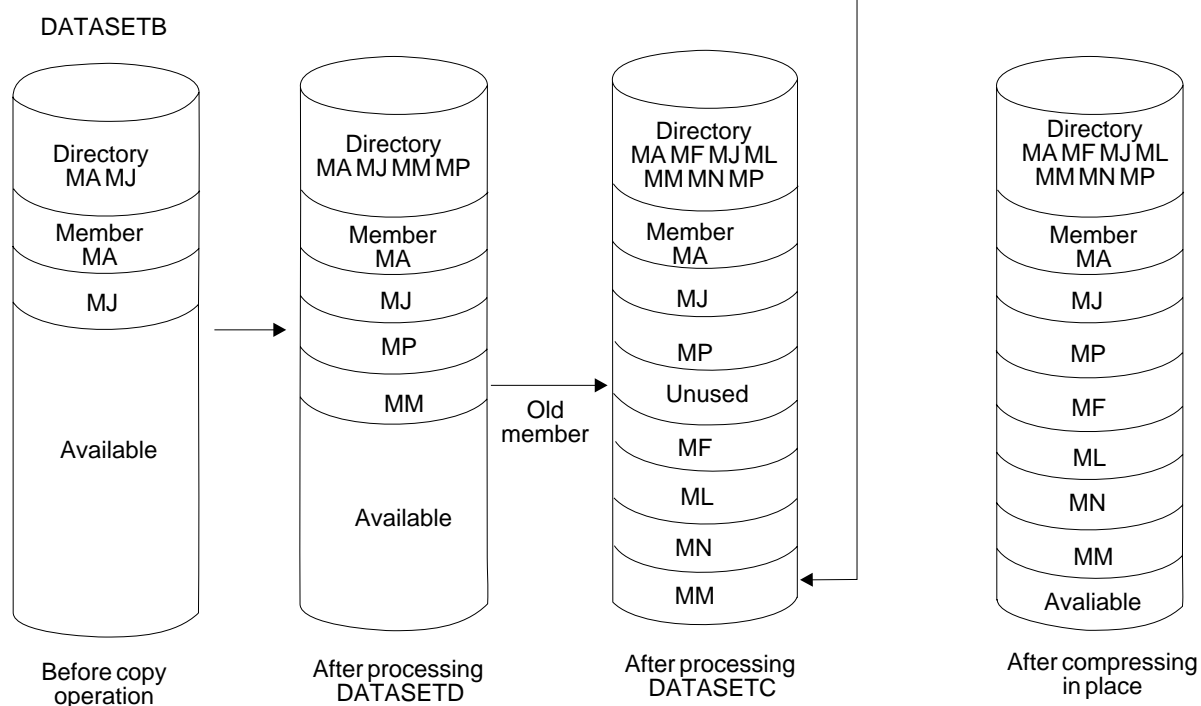 DATASETB
Directory
MA MJ
Member
MA
MJ
Available
Before copy
operation
Directory
MA MJ MM MP
Member
MA
MJ
MP
MM
Available
After processing
DATASETD
Old
member
Directory
MA MF MJ ML
MM MN MP
Member
MA
MJ
MP
Unused
MF
ML
MN
MM
After processing
DATASETC
Directory
MA MF MJ ML
MM MN MP
Member
MA
MJ
MP
MF
ML
MN
MM
Avaliable
After compressing
in place